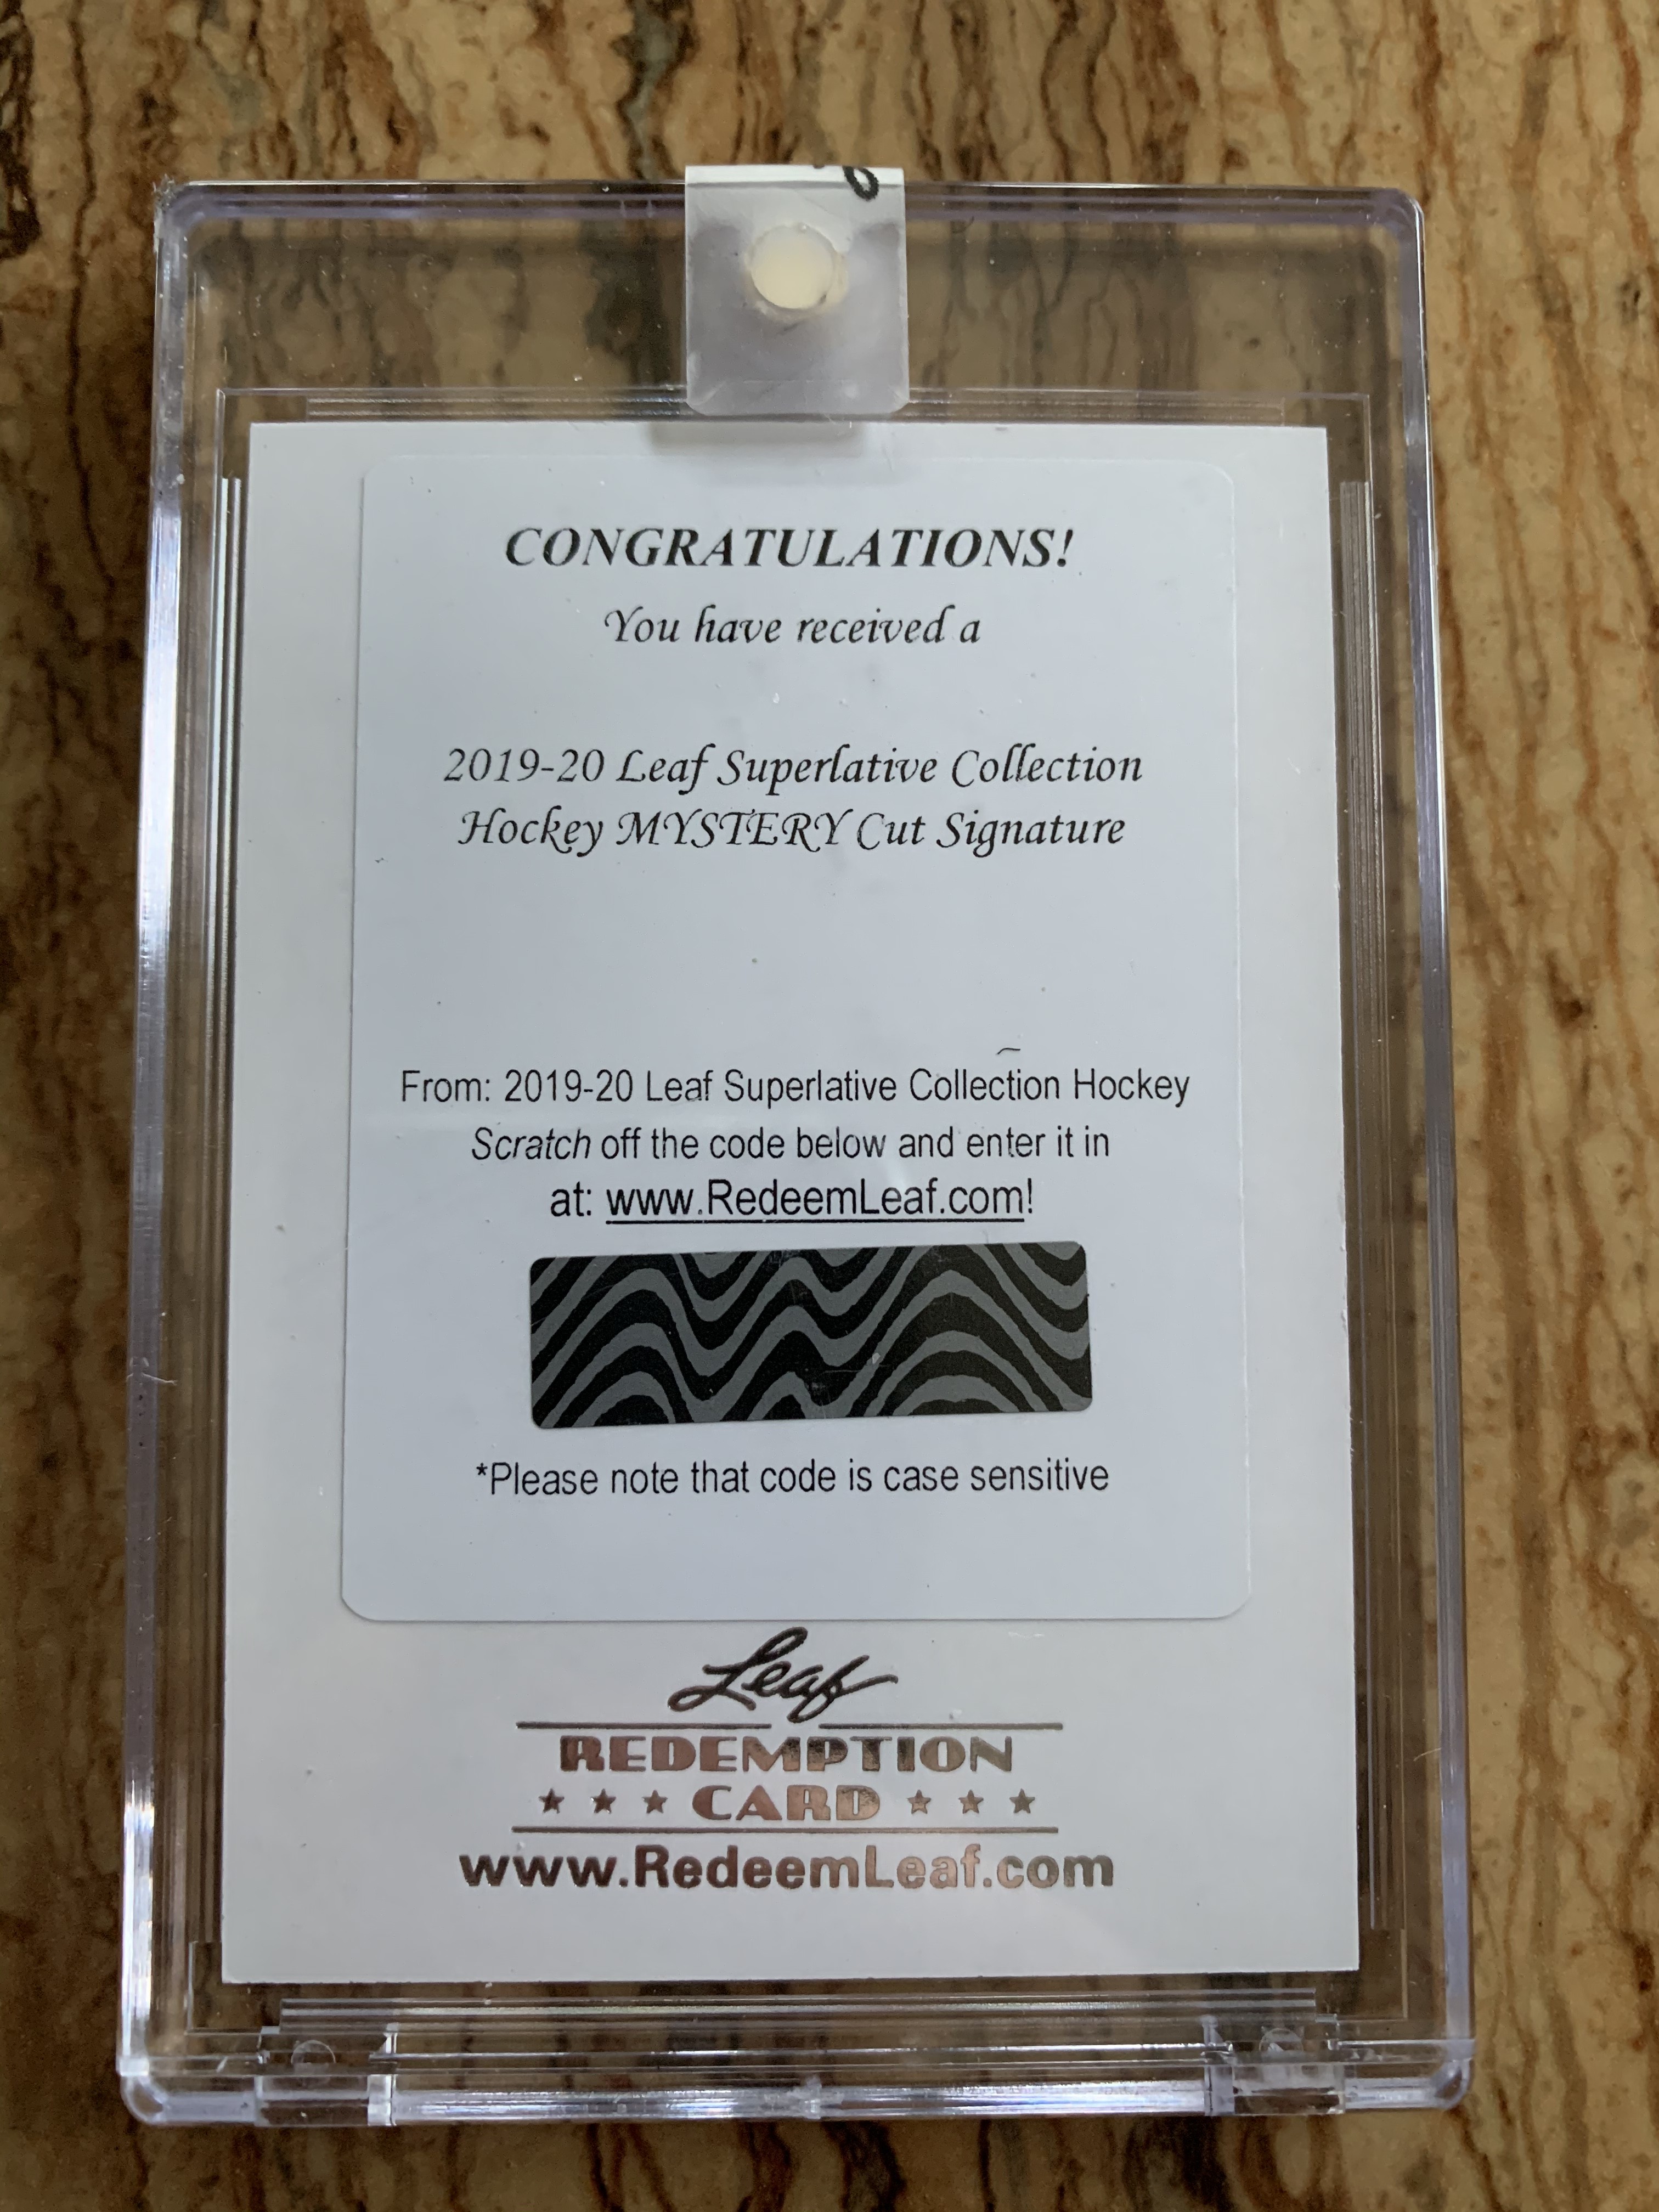 CONGRATULATIONS!
You have received a
2019-20 Leaf Superlative Collection
Hockey MYSTERY Cut Signature
From: 2019-20 Leaf Superlative Collection Hockey
Scratch off the code below and enter it in
at: www.RedeemLeaf.com!
*Please note that code is case sensitive
Leaf
REDEMPTION
★ ★ ★ CARD ★ ★ ★
www.RedeemLeaf.com